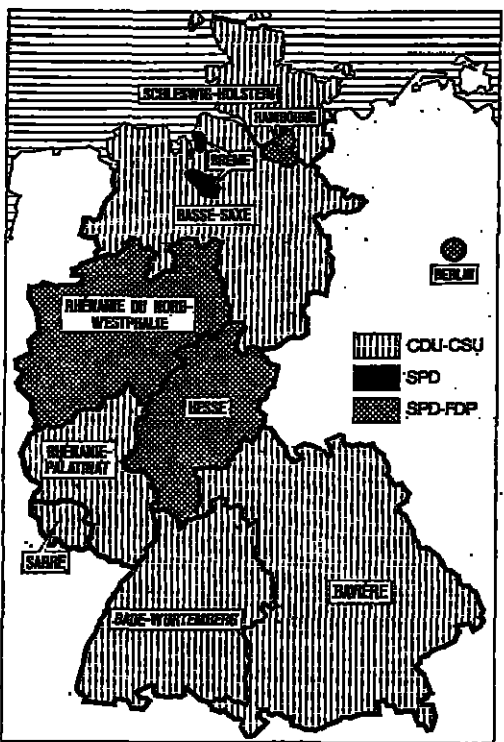 SCHLESWIG-HOLSTEIN
HAMBOURG
BRÊME
BASSE-SAXE
BERLIN
RHÉNANIE DU NORD-
WESTPHALIE
CDU-CSU
SPD
SPD-FDP
HESSE
RHÉNANIE-
PALATINAT
SARRE
BAVIÈRE
BADE-WURTEMBERG